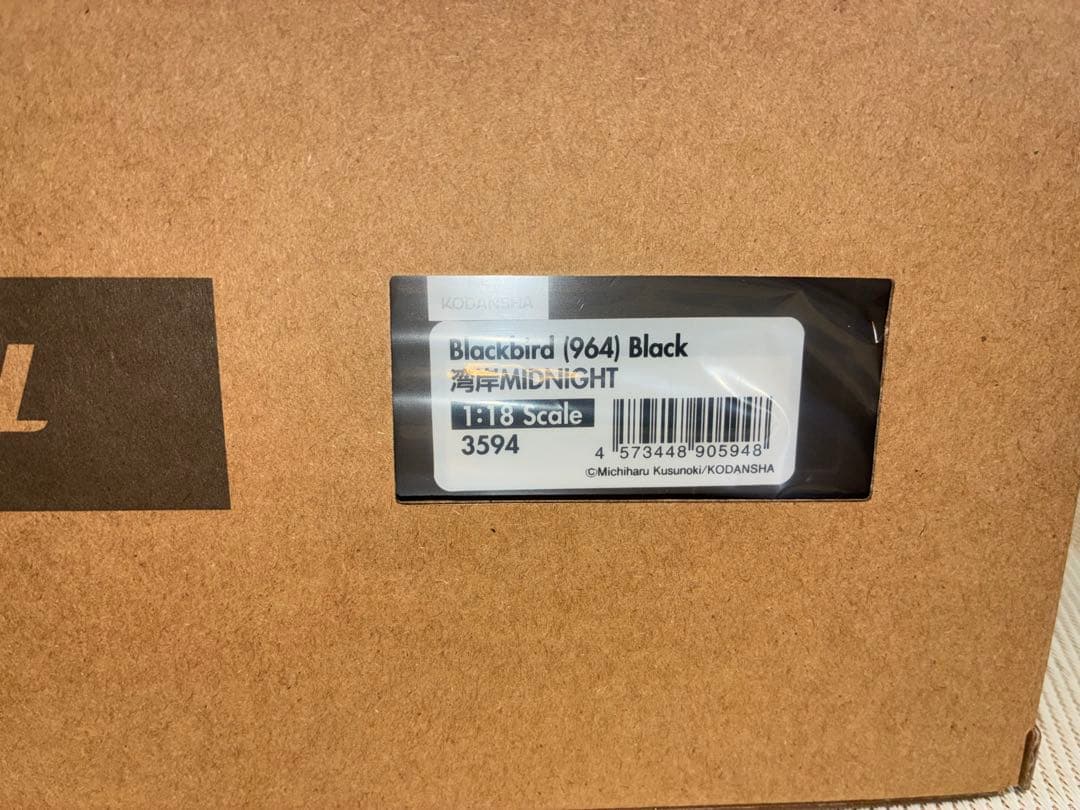 L
KODANSHA
Blackbird (964) Black
湾岸MIDNIGHT
1:18 Scale
3594
4 573448 905948
©Michiharu Kusunoki/KODANSHA